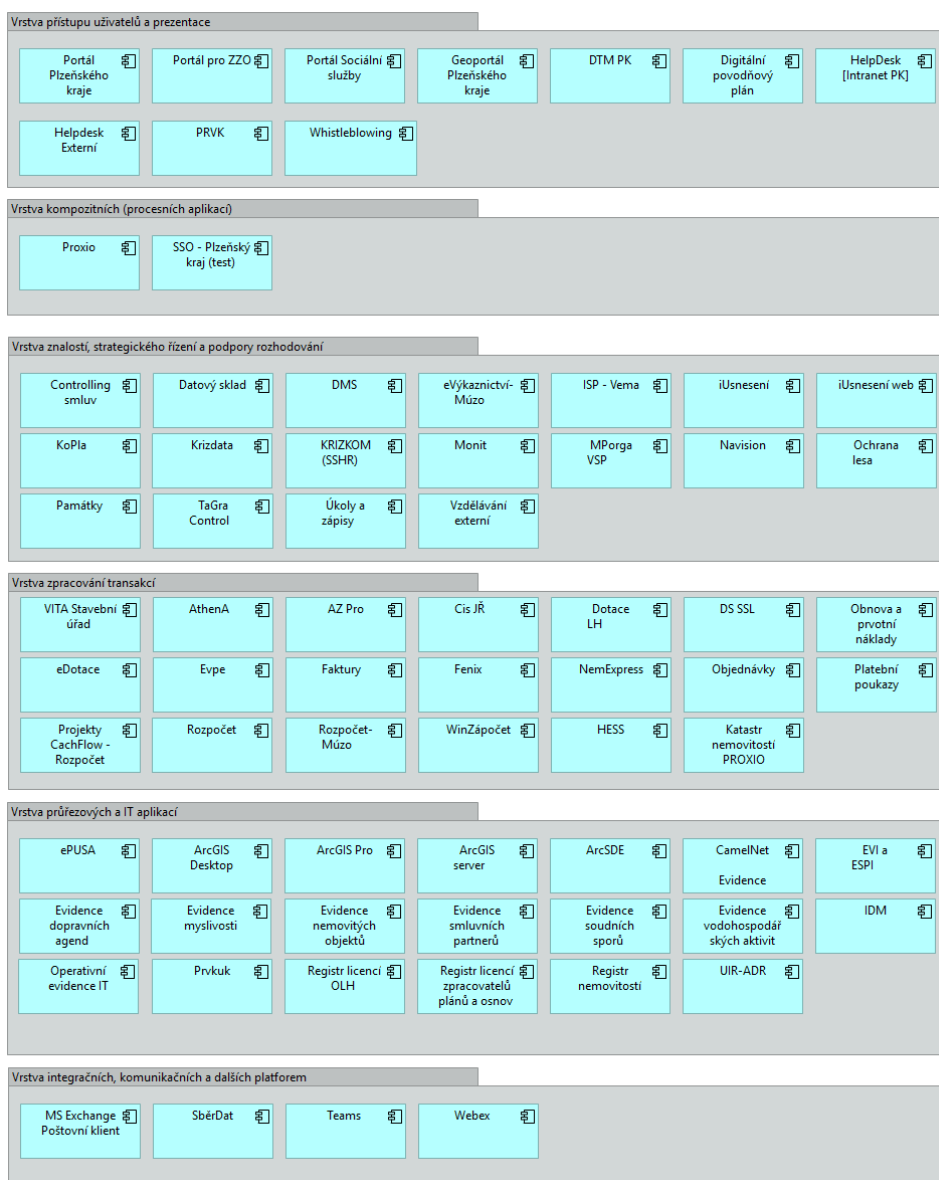 Vrstva přístupu uživatelů a prezentace
Portál
Plzeňského
kraje
Portál pro ZZO
Portál Sociální
služby
Geoportál
Plzeňského
kraje
DTM PK
Digitální
povodňový
plán
HelpDesk
[Intranet PK]
Helpdesk
Externí
PRVK
Whistleblowing
Vrstva kompozitních (procesních aplikací)
Proxio
SSO - Plzeňský
kraj (test)
Vrstva znalostí, strategického řízení a podpory rozhodování
Controlling
smluv
Datový sklad
DMS
eVýkaznictví-
Múzo
ISP - Vema
iUsnesení
iUsnesení web
KoPla
Krizdata
KRIZKOM
(SSHR)
Monit
MPorga
VSP
Navision
Ochrana
lesa
Památky
TaGra
Control
Úkoly a
zápisy
Vzdělávání
externí
Vrstva zpracování transakcí
VITA Stavební
úřad
AthenA
AZ Pro
Cis JŘ
Dotace
LH
DS SSL
Obnova a
prvotní
náklady
eDotace
Evpe
Faktury
Fenix
NemExpress
Objednávky
Platební
poukazy
Projekty
CachFlow -
Rozpočet
Rozpočet
Rozpočet-
Múzo
WinZápočet
HESS
Katastr
nemovitostí
PROXIO
Vrstva průřezových a IT aplikací
ePUSA
ArcGIS
Desktop
ArcGIS Pro
ArcGIS
server
ArcSDE
CamelNet
Evidence
EVI a
ESPI
Evidence
dopravních
agend
Evidence
myslivosti
Evidence
nemovitých
objektů
Evidence
smluvních
partnerů
Evidence
soudních
sporů
Evidence
vodohospodář
ských aktivit
IDM
Operativní
evidence IT
Prvkuk
Registr licencí
OLH
Registr licencí
zpracovatelů
plánů a osnov
Registr
nemovitostí
UIR-ADR
Vrstva integračních, komunikačních a dalších platforem
MS Exchange
Poštovní klient
SběrDat
Teams
Webex